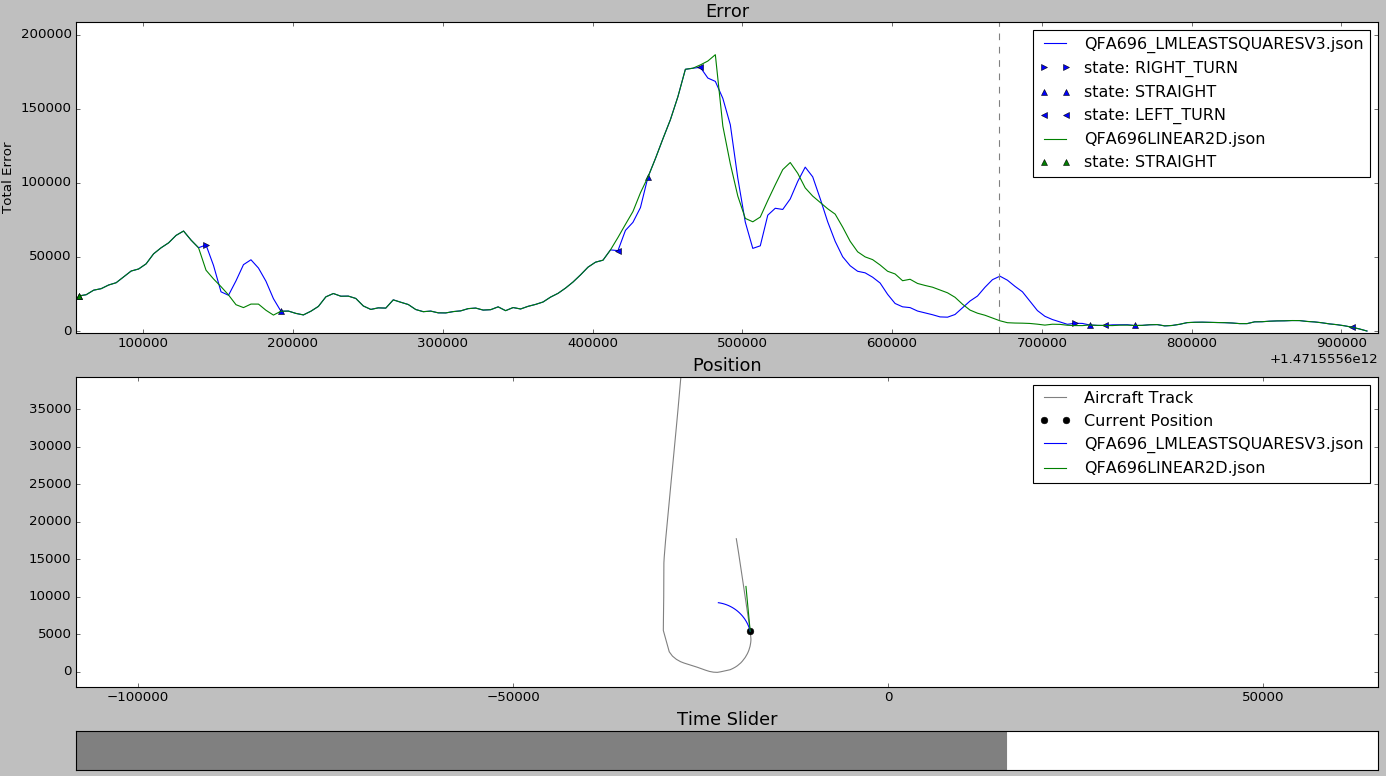 Error
200000
150000
100000
50000
0
Total Error
QFA696_LMLEASTSQUARESV3.json
state: RIGHT_TURN
state: STRAIGHT
state: LEFT_TURN
QFA696LINEAR2D.json
state: STRAIGHT
100000 200000 300000 400000 500000 600000 700000 800000 900000
+1.4715556e12
Position
35000
30000
25000
20000
15000
10000
5000
0
Aircraft Track
Current Position
QFA696_LMLEASTSQUARESV3.json
QFA696LINEAR2D.json
−100000 −50000 0 50000
Time Slider